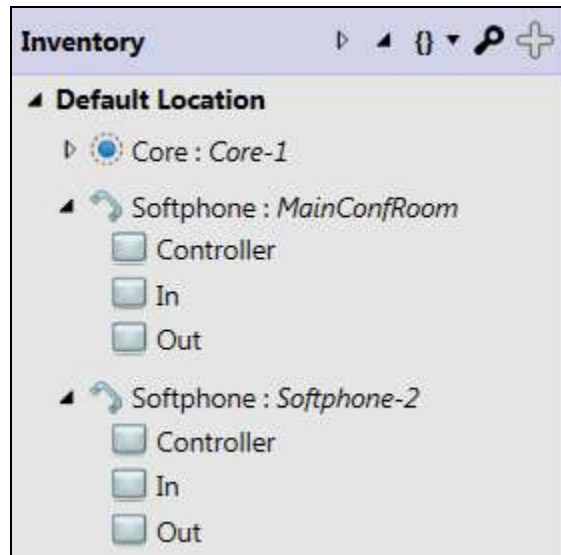 Inventory {}
Default Location
Core : Core-1
Softphone : MainConfRoom
Controller
In
Out
Softphone : Softphone-2
Controller
In
Out